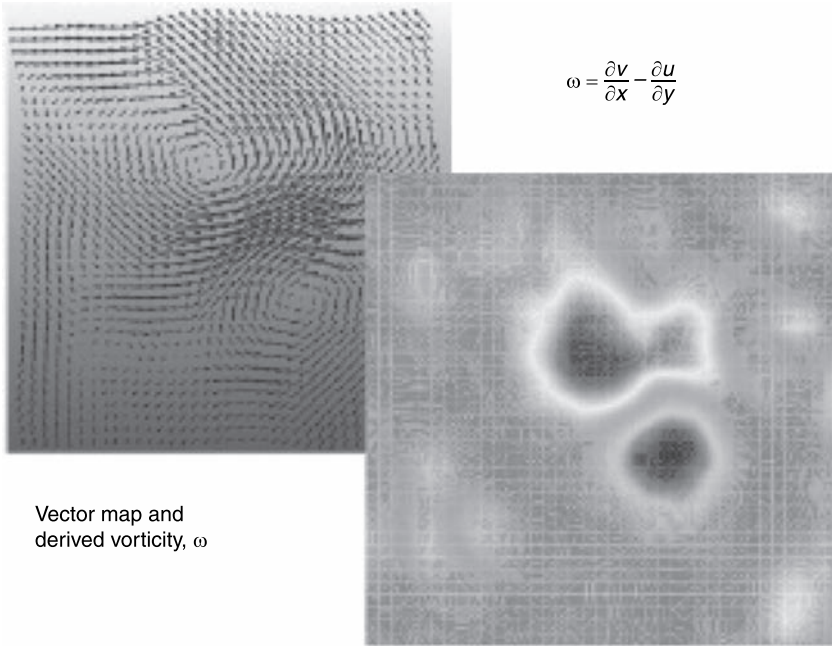 ω = ∂v/∂x − ∂u/∂y
Vector map and
derived vorticity, ω